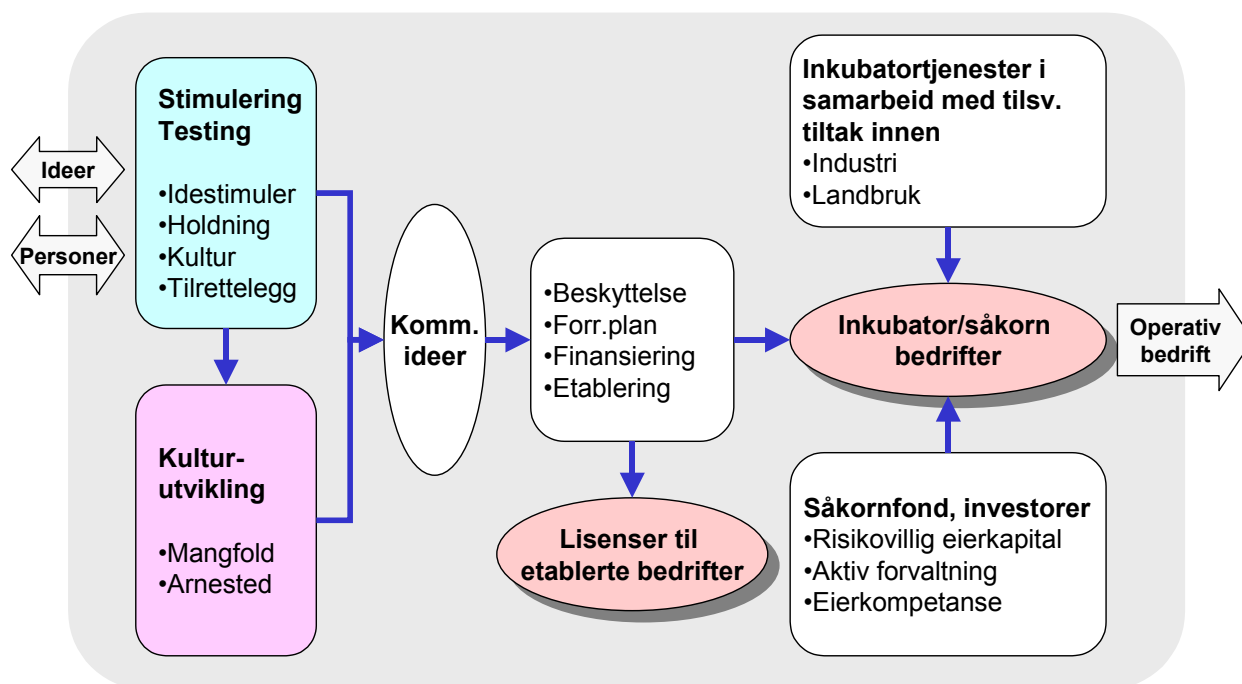 Ideer
Personer
Stimulering
Testing
•Idestimuler
•Holdning
•Kultur
•Tilrettelegg
Kultur-
utvikling
•Mangfold
•Arnested
Komm.
ideer
•Beskyttelse
•Forr.plan
•Finansiering
•Etablering
Lisenser til
etablerte bedrifter
Inkubatortjenester i
samarbeid med tilsv.
tiltak innen
•Industri
•Landbruk
Inkubator/såkorn
bedrifter
Såkornfond, investorer
•Risikovillig eierkapital
•Aktiv forvaltning
•Eierkompetanse
Operativ
bedrift